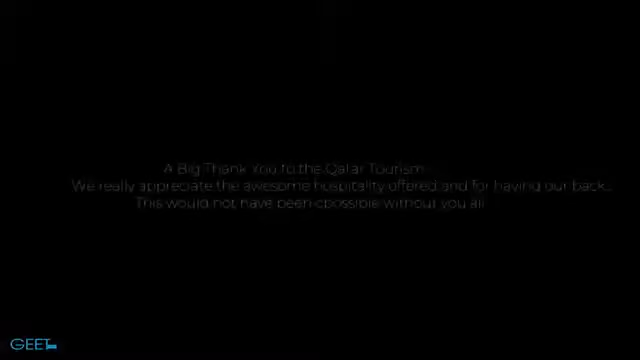 A Big Thank You to the Qatar Tourism
We really appreciate the awesome hospitality offered and for having our back..
This would not have been cpossible without you all
GEET